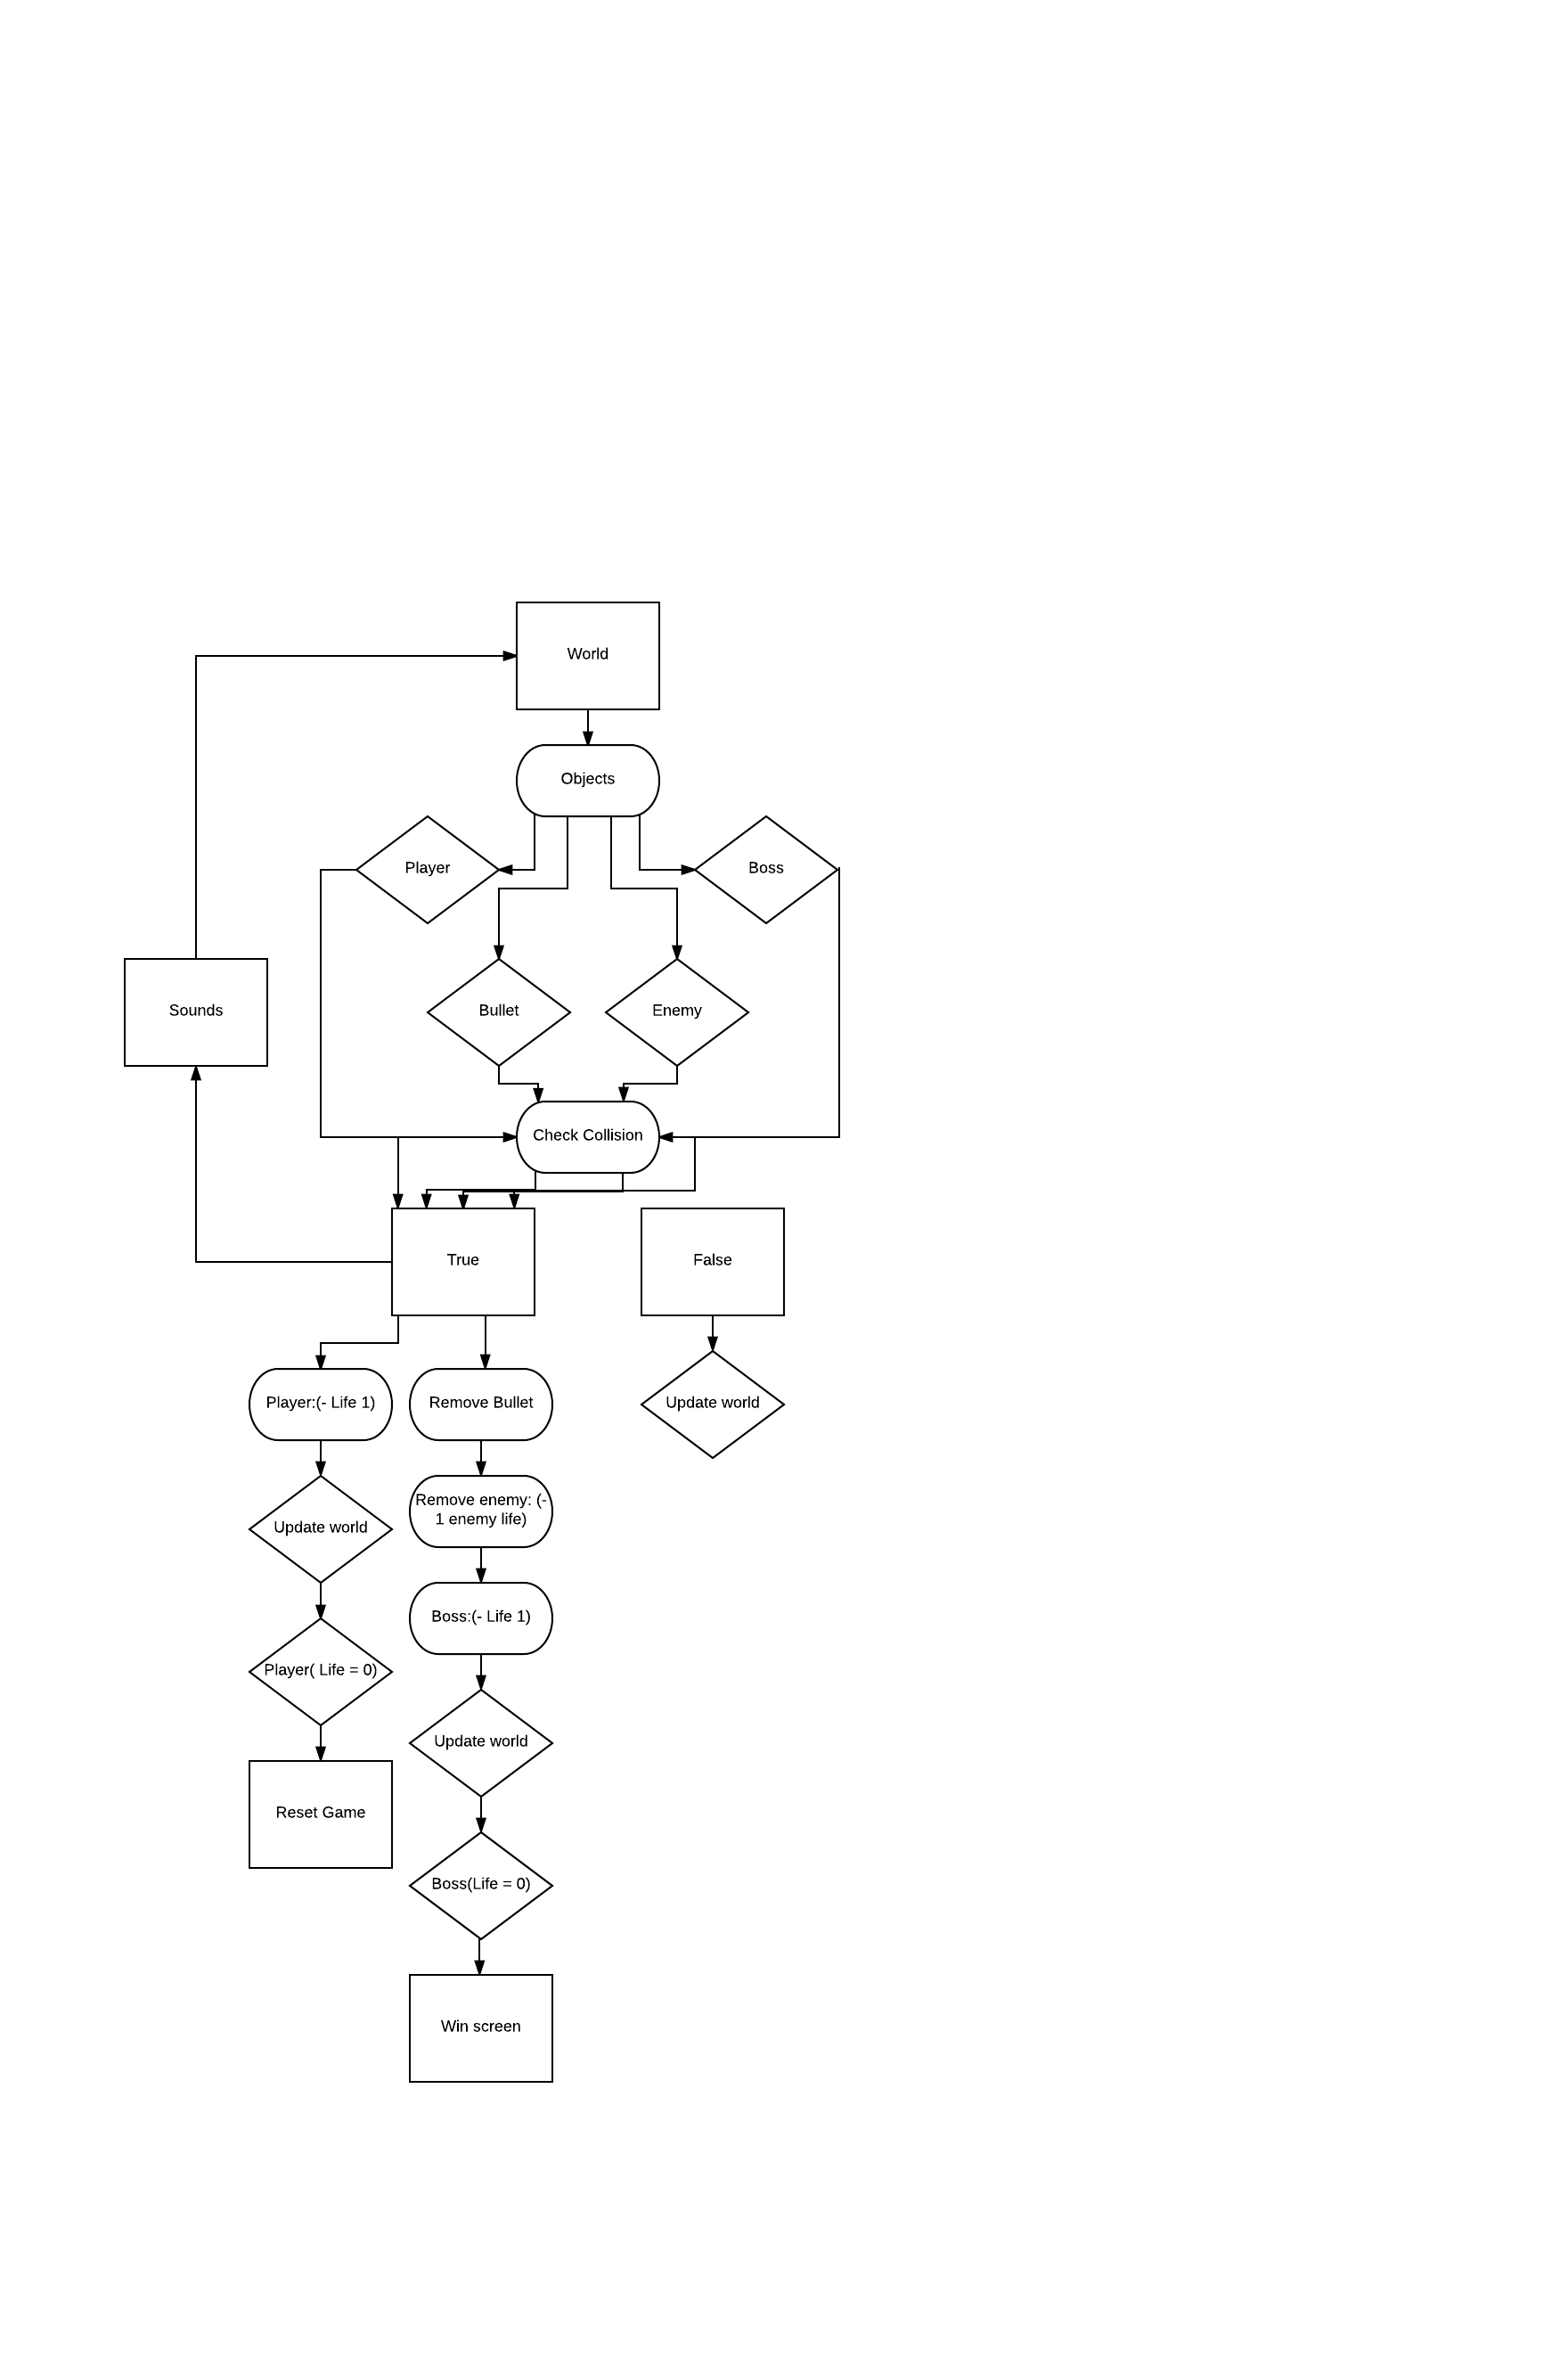 World
Objects
Player
Boss
Sounds
Bullet
Enemy
Check Collision
True
False
Player:(- Life 1)
Remove Bullet
Update world
Remove enemy: (-
1 enemy life)
Update world
Boss:(- Life 1)
Player( Life = 0)
Update world
Reset Game
Boss(Life = 0)
Win screen